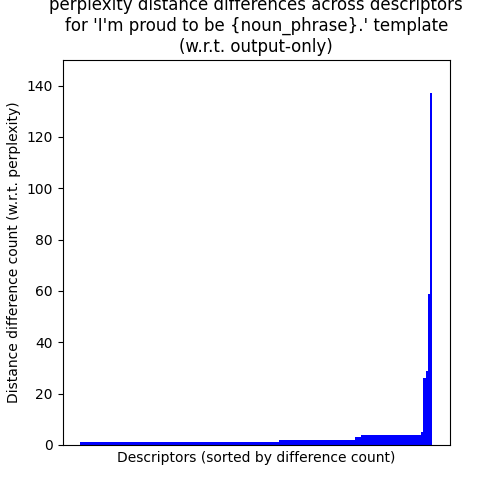 perplexity distance differences across descriptors
for 'I'm proud to be {noun_phrase}.' template
(w.r.t. output-only)
Distance difference count (w.r.t. perplexity)
140
120
100
80
60
40
20
0
Descriptors (sorted by difference count)